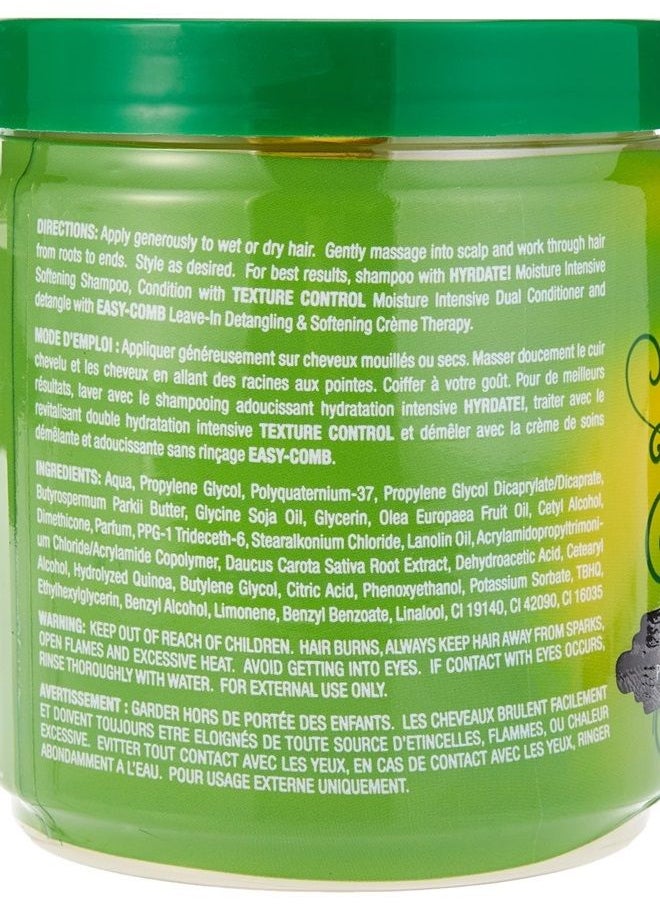 DIRECTIONS: Apply generously to wet or dry hair. Gently massage into scalp and work through hair
from roots to ends. Style as desired. For best results, shampoo with HYRDATE! Moisture Intensive
Softening Shampoo, Condition with TEXTURE CONTROL Moisture Intensive Dual Conditioner and
detangle with EASY-COMB Leave-In Detangling & Softening Crème Therapy.
MODE D'EMPLOI : Appliquer généreusement sur cheveux mouillés ou secs. Masser doucement le cuir
chevelu et les cheveux en allant des racines aux pointes. Coiffer à votre goût. Pour de meilleurs
résultats, laver avec le shampooing adoucissant hydratation intensive HYRDATE!, traiter avec le
revitalisant double hydratation intensive TEXTURE CONTROL et démêler avec la crème de soins
démêlante et adoucissante sans rinçage EASY-COMB.
INGREDIENTS: Aqua, Propylene Glycol, Polyquaternium-37, Propylene Glycol Dicaprylate/Dicaprate,
Butyrospermum Parkii Butter, Glycine Soja Oil, Glycerin, Olea Europaea Fruit Oil, Cetyl Alcohol,
Dimethicone, Parfum, PPG-1 Trideceth-6, Stearalkonium Chloride, Lanolin Oil, Acrylamidopropyltrimoni-
um Chloride/Acrylamide Copolymer, Daucus Carota Sativa Root Extract, Dehydroacetic Acid, Cetearyl
Alcohol, Hydrolyzed Quinoa, Butylene Glycol, Citric Acid, Phenoxyethanol, Potassium Sorbate, TBHQ,
Ethylhexylglycerin, Benzyl Alcohol, Limonene, Benzyl Benzoate, Linalool, CI 19140, CI 42090, CI 16035
WARNING: KEEP OUT OF REACH OF CHILDREN. HAIR BURNS, ALWAYS KEEP HAIR AWAY FROM SPARKS,
OPEN FLAMES AND EXCESSIVE HEAT. AVOID GETTING INTO EYES. IF CONTACT WITH EYES OCCURS,
RINSE THOROUGHLY WITH WATER. FOR EXTERNAL USE ONLY.
AVERTISSEMENT : GARDER HORS DE PORTÉE DES ENFANTS. LES CHEVEUX BRULENT FACILEMENT
ET DOIVENT TOUJOURS ETRE ELOIGNÉS DE TOUTE SOURCE D'ETINCELLES, FLAMMES, OU CHALEUR
EXCESSIVE. EVITTER TOUT CONTACT AVEC LES YEUX, EN CAS DE CONTACT AVEC LES YEUX, RINGER
ABONDAMMENT A L'EAU. POUR USAGE EXTERNE UNIQUEMENT.